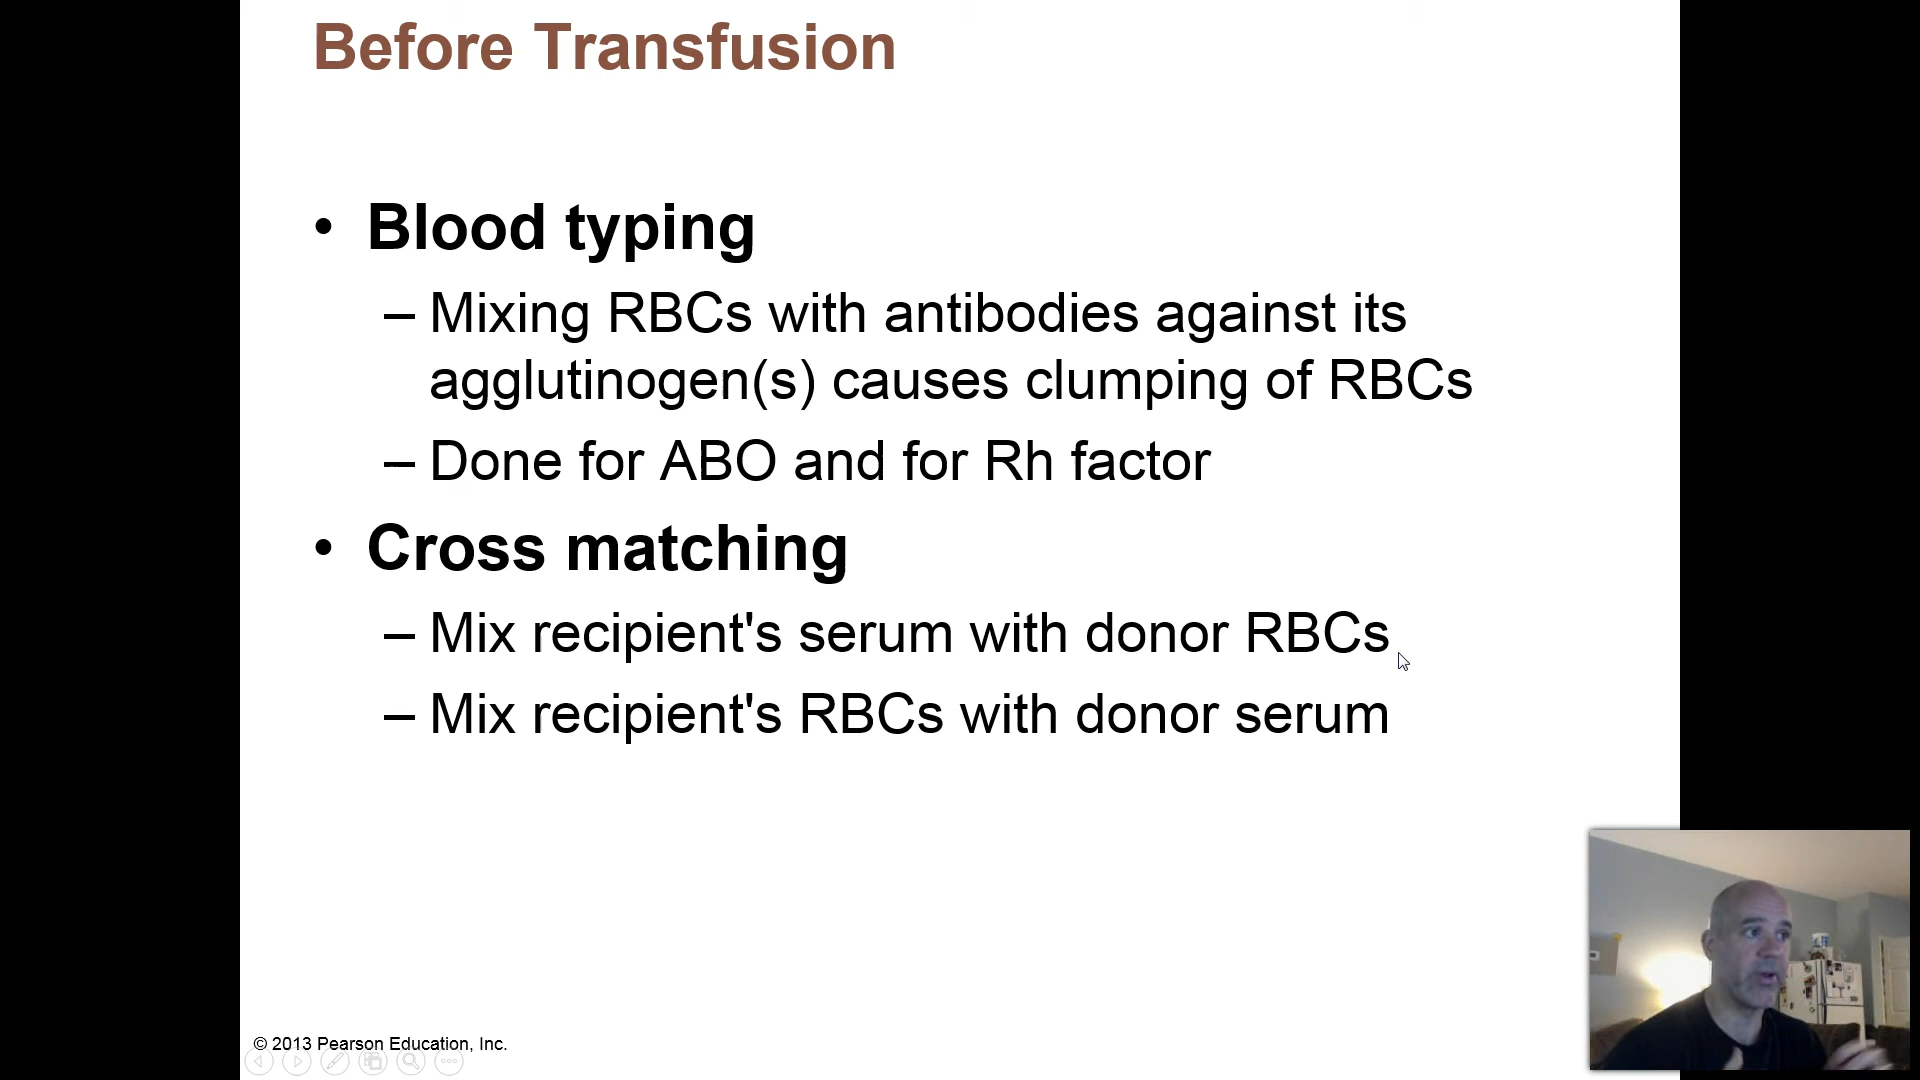 Before Transfusion
• Blood typing
– Mixing RBCs with antibodies against its
agglutinogen(s) causes clumping of RBCs
– Done for ABO and for Rh factor
• Cross matching
– Mix recipient's serum with donor RBCs
– Mix recipient's RBCs with donor serum
© 2013 Pearson Education, Inc.